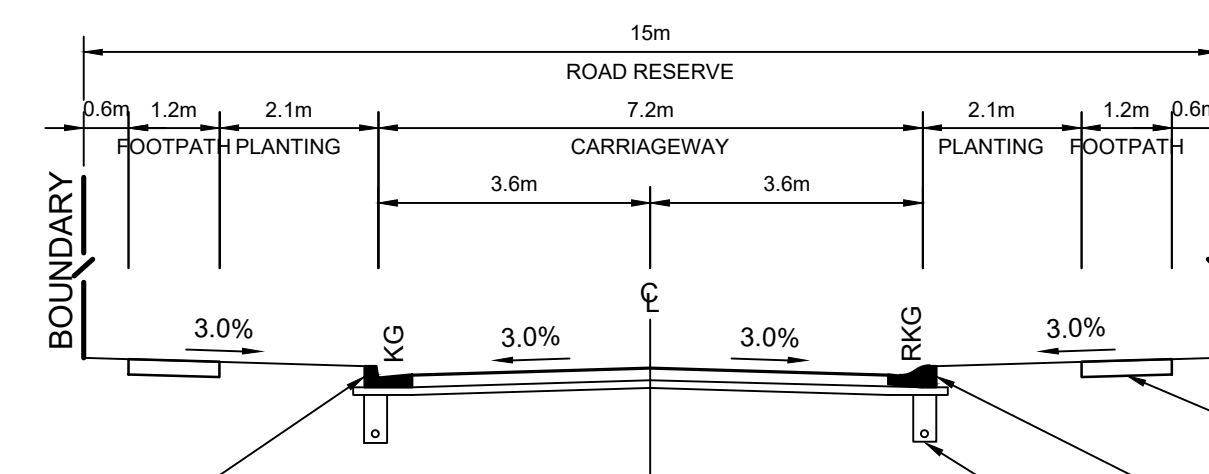 15m
ROAD RESERVE
0.6m 1.2m 2.1m 7.2m 2.1m 1.2m 0.6m
FOOTPATH PLANTING CARRIAGEWAY PLANTING FOOTPATH
3.6m 3.6m
BOUNDARY
℄
3.0% KG 3.0% 3.0% RKG 3.0%